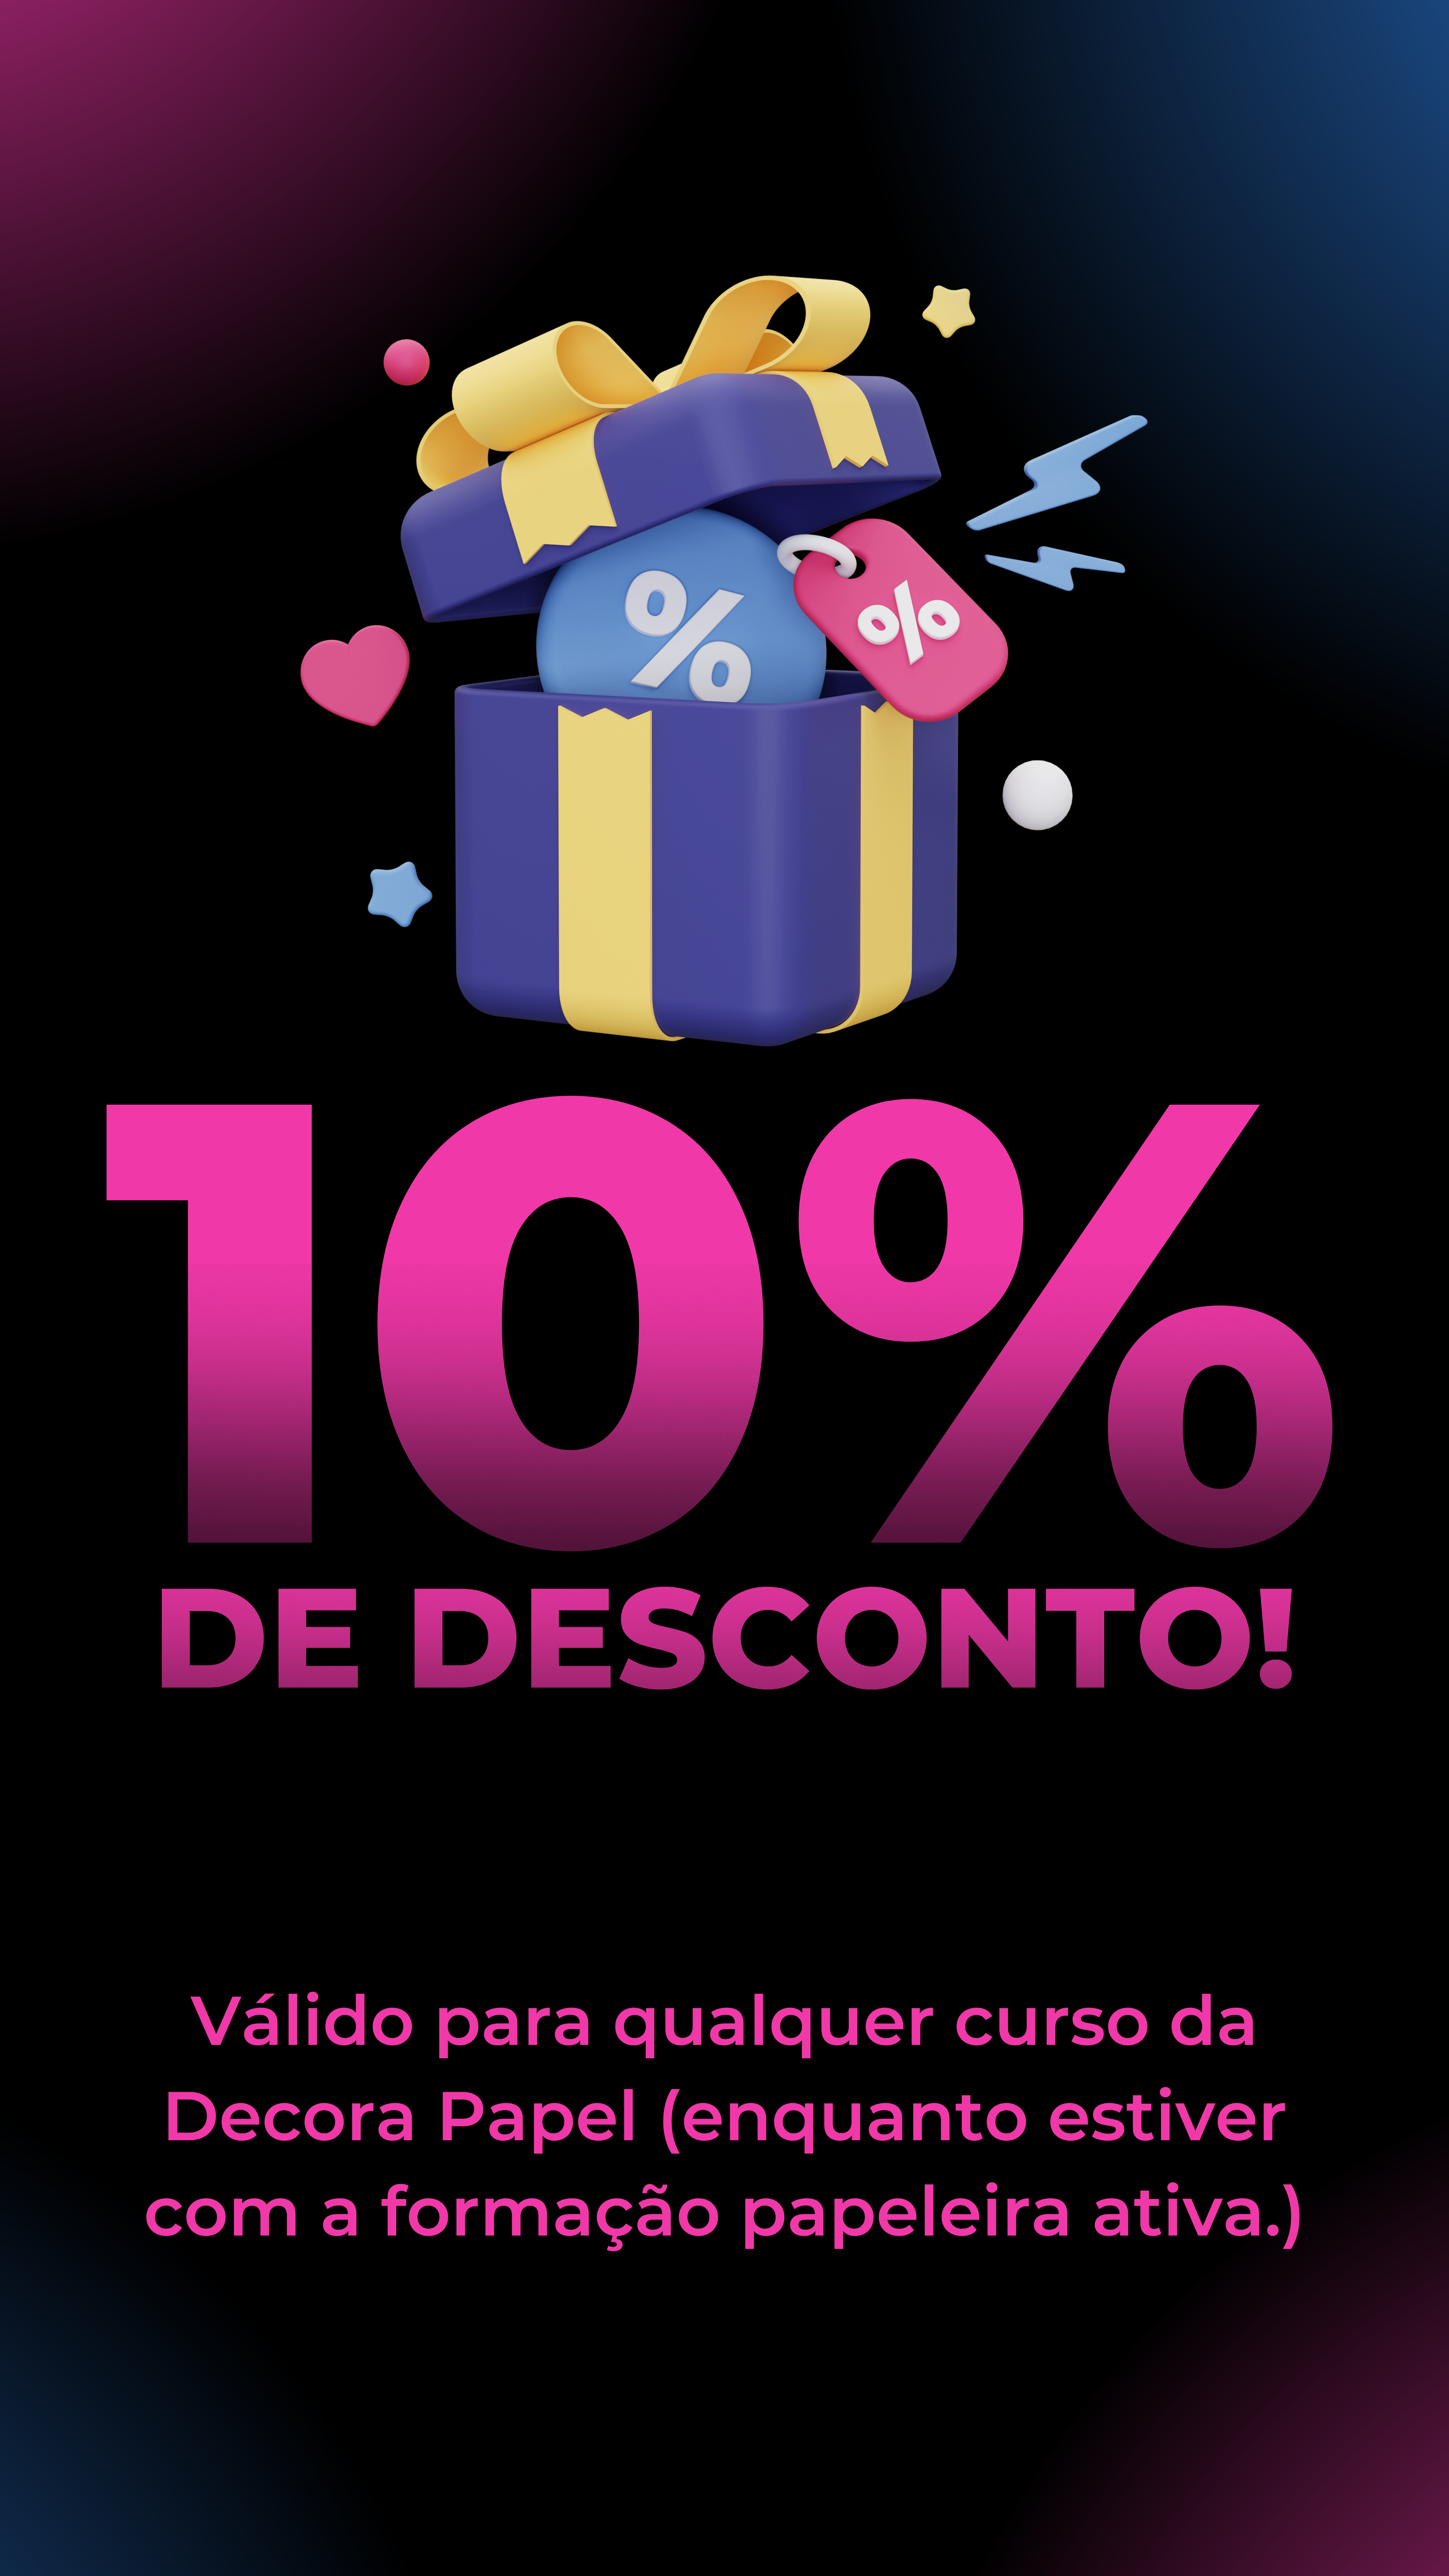 %
%
10%
DE DESCONTO!
Válido para qualquer curso da
Decora Papel (enquanto estiver
com a formação papeleira ativa.)